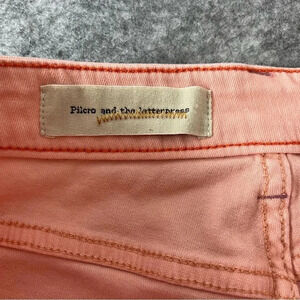 Pilcro and the letterpress